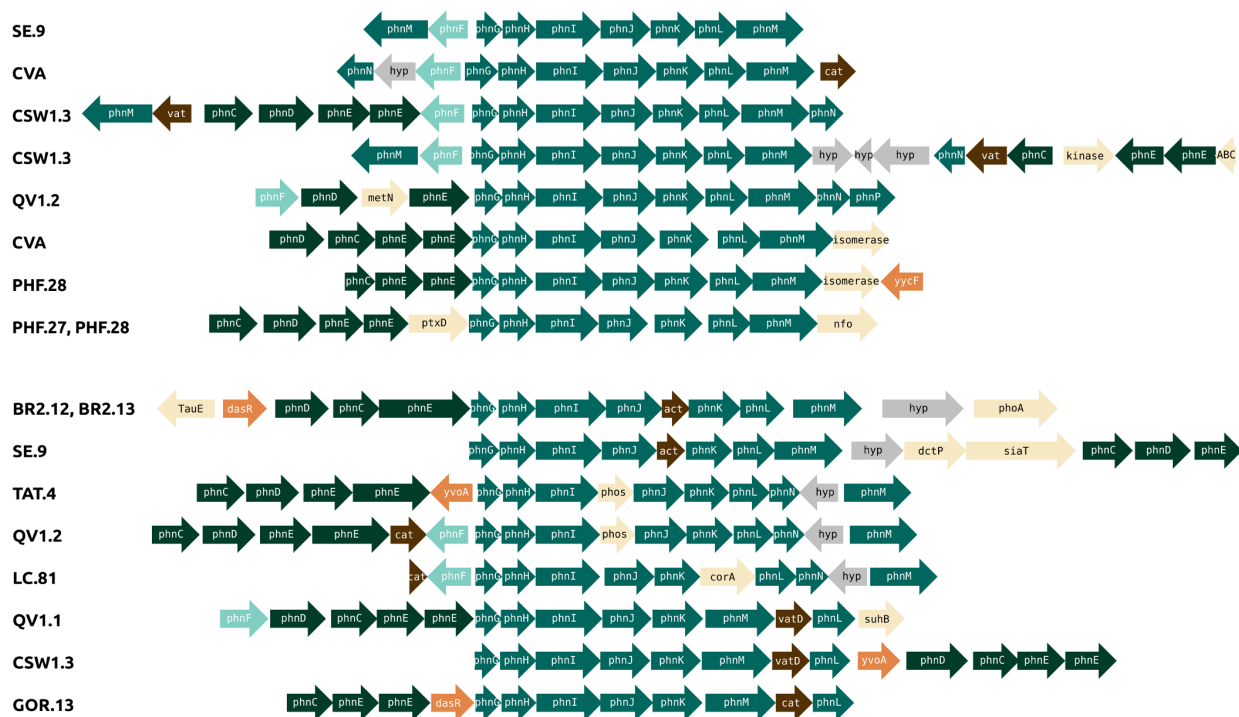 SE.9 phnM phnF phnG phnH phnI phnJ phnK phnL phnM
CVA phnN hyp phnF phnG phnH phnI phnJ phnK phnL phnM cat
CSW1.3 phnM vat phnC phnD phnE phnE phnF phnG phnH phnI phnJ phnK phnL phnM phnN
CSW1.3 phnM phnF phnG phnH phnI phnJ phnK phnL phnM hyp hyp hyp phnN vat phnC kinase phnE phnE ABC
QV1.2 phnF phnD metN phnE phnG phnH phnI phnJ phnK phnL phnM phnN phnP
CVA phnD phnC phnE phnE phnG phnH phnI phnJ phnK phnL phnM isomerase
PHF.28 phnC phnE phnE phnG phnH phnI phnJ phnK phnL phnM isomerase yycF
PHF.27, PHF.28 phnC phnD phnE phnE ptxD phnG phnH phnI phnJ phnK phnL phnM nfo
BR2.12, BR2.13 TauE dasR phnD phnC phnE phnG phnH phnI phnJ act phnK phnL phnM hyp phoA
SE.9 phnG phnH phnI phnJ act phnK phnL phnM hyp dctP siaT phnC phnD phnE
TAT.4 phnC phnD phnE phnE yvoA phnG phnH phnI phos phnJ phnK phnL phnN hyp phnM
QV1.2 phnC phnD phnE phnE cat phnF phnG phnH phnI phos phnJ phnK phnL phnN hyp phnM
LC.81 cat phnF phnG phnH phnI phnJ phnK corA phnL phnN hyp phnM
QV1.1 phnF phnD phnC phnE phnE phnG phnH phnI phnJ phnK phnM vatD phnL suhB
CSW1.3 phnG phnH phnI phnJ phnK phnM vatD phnL yvoA phnD phnC phnE phnE
GOR.13 phnC phnE phnE dasR phnG phnH phnI phnJ phnK phnM cat phnL